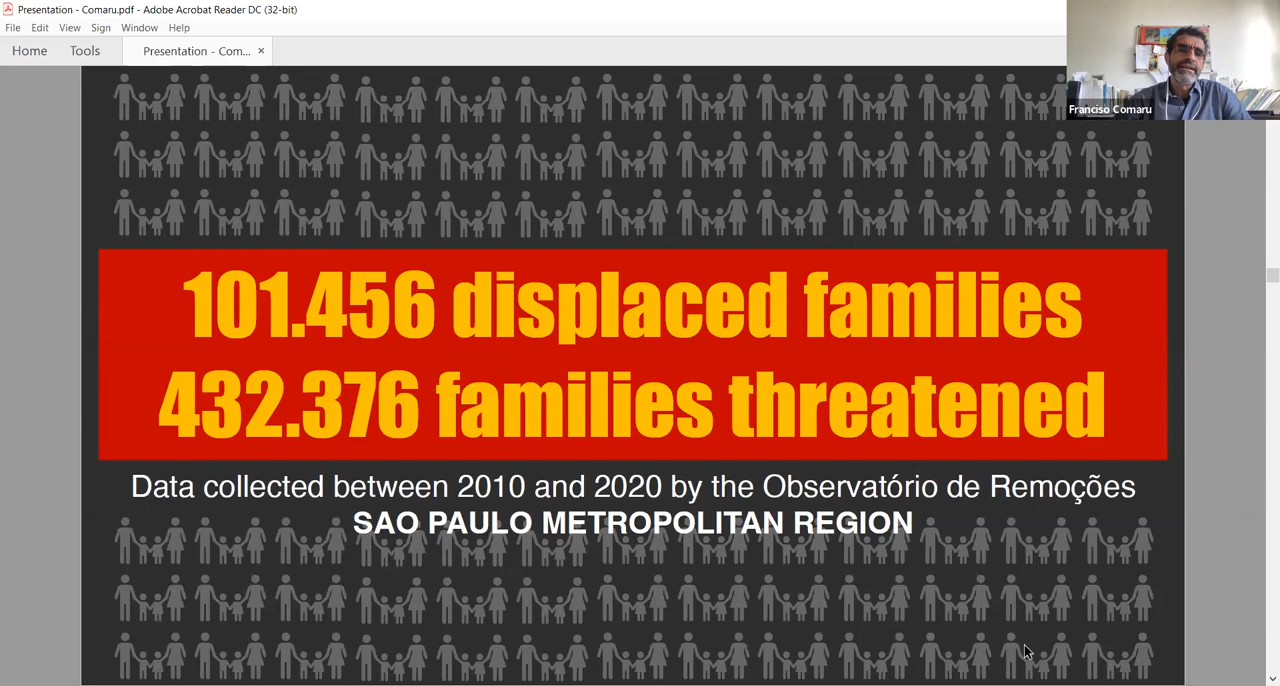 Presentation - Comaru.pdf - Adobe Acrobat Reader DC (32-bit)
File Edit View Sign Window Help
Home Tools Presentation - Com... ×
Franciso Comaru
101.456 displaced families
432.376 families threatened
Data collected between 2010 and 2020 by the Observatório de Remoções
SAO PAULO METROPOLITAN REGION